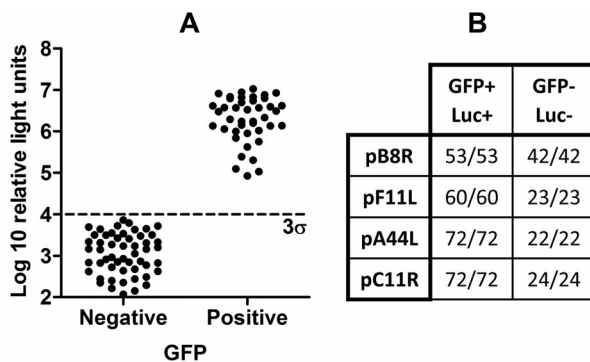 A
Log 10 relative light units
7
6
5
4
3
2
3σ
Negative Positive
GFP
B
GFP+ GFP-
Luc+ Luc-
pB8R 53/53 42/42
pF11L 60/60 23/23
pA44L 72/72 22/22
pC11R 72/72 24/24